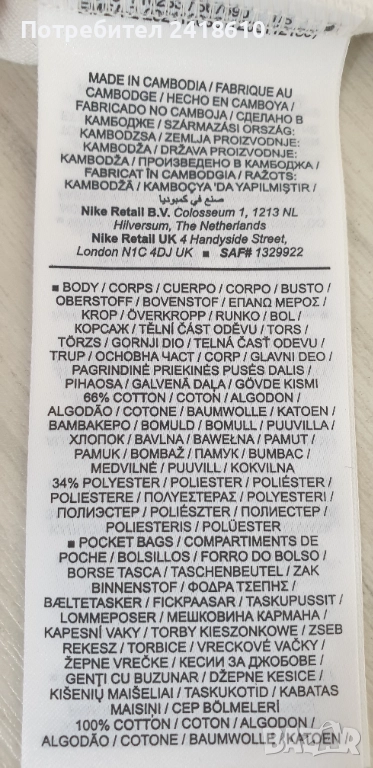 Потребител 2418610
MADE IN CAMBODIA / FABRIQUE AU
CAMBODGE / HECHO EN CAMBOYA /
FABRICADO NO CAMBOJA / СДЕЛАНО В
КАМБОДЖЕ / SZÁRMAZÁSI ORSZÁG:
KAMBODZSA / ZEMLJA PROIZVODNJE:
KAMBODŽA / DRŽAVA PROIZVODNJE:
KAMBODŽA / ПРОИЗВЕДЕНО В КАМБОДЖА /
FABRICAT ÎN CAMBODGIA / RAŽOTS:
KAMBODŽĀ / KAMBOÇYA 'DA YAPILMIŞTIR /
صنع في كمبوديا
Nike Retail B.V. Colosseum 1, 1213 NL
Hilversum, The Netherlands
Nike Retail UK 4 Handyside Street,
London N1C 4DJ UK ■ SAF# 1329922
■ BODY / CORPS / CUERPO / CORPO / BUSTO /
OBERSTOFF / BOVENSTOF / ΕΠΑΝΩ ΜΕΡΟΣ /
KROP / ÖVERKROPP / RUNKO / BOL /
КОРСАЖ / TĚLNÍ ČÁST ODĚVU / TORS /
TÖRZS / GORNJI DIO / TELNÁ ČASŤ ODEVU /
TRUP / ОСНОВНА ЧАСТ / CORP / GLAVNI DEO /
PAGRINDINĖ PRIEKINĖS PUSĖS DALIS /
PIHAOSA / GALVENĀ DAĻA / GÖVDE KISMI
66% COTTON / COTON / ALGODON /
ALGODÃO / COTONE / BAUMWOLLE / KATOEN /
ΒΑΜΒΑΚΕΡΟ / BOMULD / BOMULL / PUUVILLA /
ХЛОПОК / BAVLNA / BAWEŁNA / PAMUT /
PAMUK / BOMBAŽ / ПАМУК / BUMBAC /
MEDVILNĖ / PUUVILL / KOKVILNA
34% POLYESTER / POLIESTER / POLIÉSTER /
POLIESTERE / ΠΟΛΥΕΣΤΕΡΑΣ / POLYESTERI /
ПОЛИЭСТЕР / POLIÉSZTER / ПОЛИЕСТЕР /
POLIESTERIS / POLÜESTER
■ POCKET BAGS / COMPARTIMENTS DE
POCHE / BOLSILLOS / FORRO DO BOLSO /
BORSE TASCA / TASCHENBEUTEL / ZAK
BINNENSTOF / ΦΟΔΡΑ ΤΣΕΠΗΣ /
BÆLTETASKER / FICKPAASAR / TASKUPUSSIT /
LOMMEPOSER / МЕШКОВИНА КАРМАНА /
KAPESNÍ VAKY / TORBY KIESZONKOWE / ZSEB
REKESZ / TORBICE / VRECKOVÉ VAČKY /
ŽEPNE VREČKE / КЕСИИ ЗА ДЖОБОВЕ /
GENȚI CU BUZUNAR / DŽEPNE KESICE /
KIŠENIŲ MAIŠELIAI / TASKUKOTID / KABATAS
MAISIŅI / CEP BÖLMELERİ
100% COTTON / COTON / ALGODON /
ALGODÃO / COTONE / BAUMWOLLE / KATOEN /